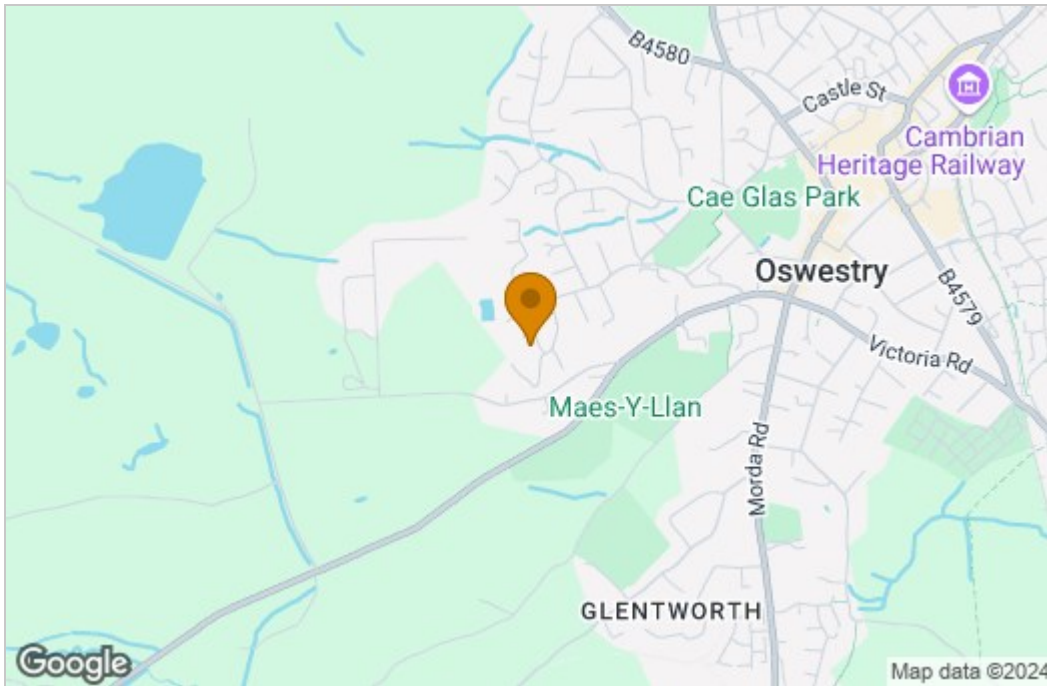 B4580
Castle St
Cambrian
Heritage Railway
Cae Glas Park
Oswestry
B4579
Victoria Rd
Maes-Y-Llan
Morda Rd
GLENTWORTH
Google
Map data ©2024